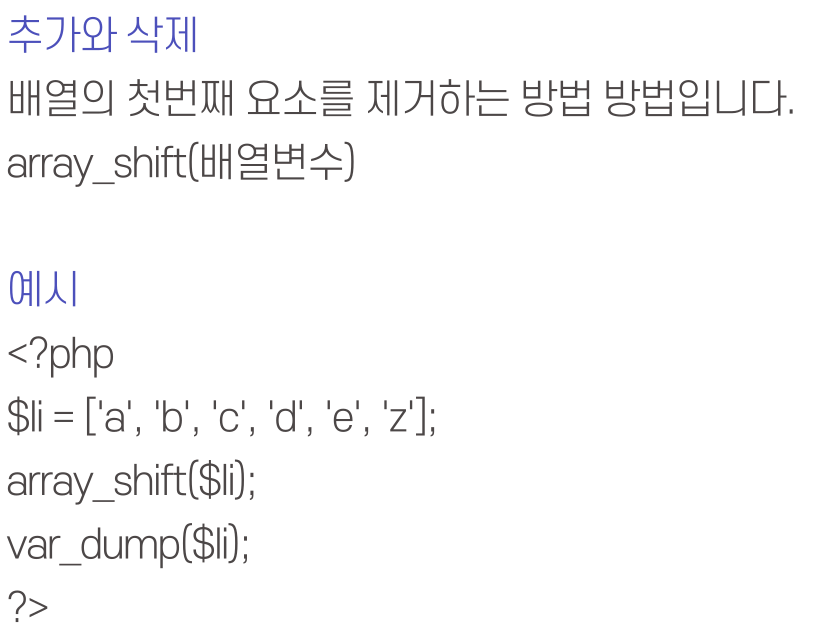 추가와 삭제
배열의 첫번째 요소를 제거하는 방법 방법입니다.
array_shift(배열변수)
예시
<?php
$li = ['a', 'b', 'c', 'd', 'e', 'z'];
array_shift($li);
var_dump($li);
?>